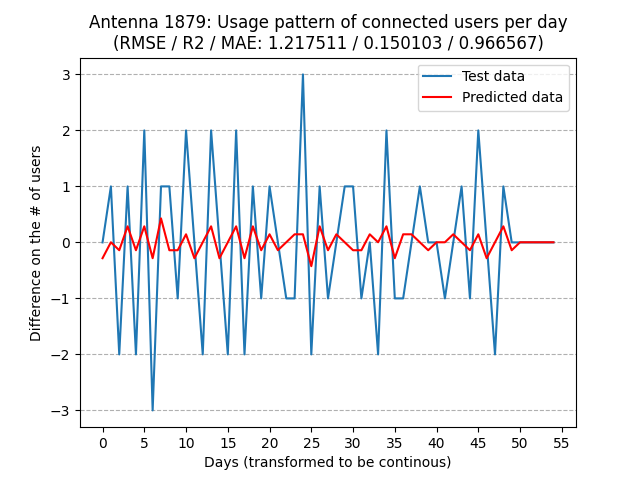 Antenna 1879: Usage pattern of connected users per day
(RMSE / R2 / MAE: 1.217511 / 0.150103 / 0.966567)
Test data
Predicted data
Difference on the # of users
3
2
1
0
−1
−2
−3
0 5 10 15 20 25 30 35 40 45 50 55
Days (transformed to be continous)